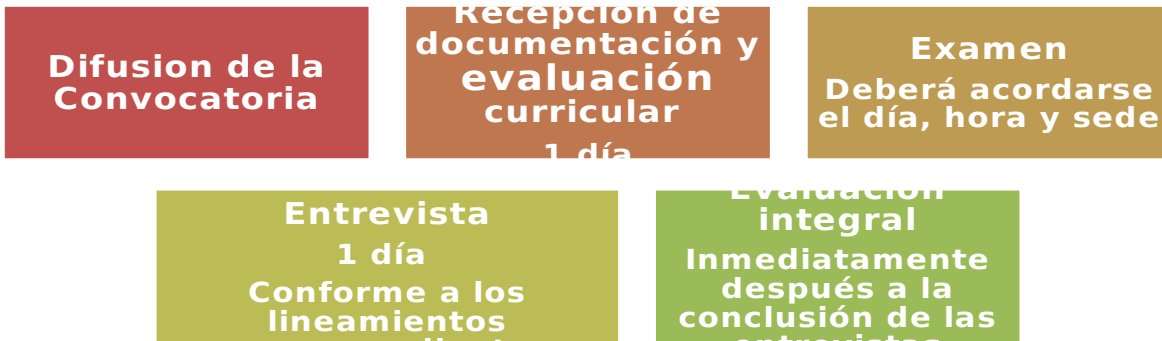 Difusion de la
Convocatoria
Recepción de
documentación y
evaluación
curricular
1 día
Examen
Deberá acordarse
el día, hora y sede
Entrevista
1 día
Conforme a los
lineamientos
Evaluación
integral
Inmediatamente
después a la
conclusión de las
entrevistas